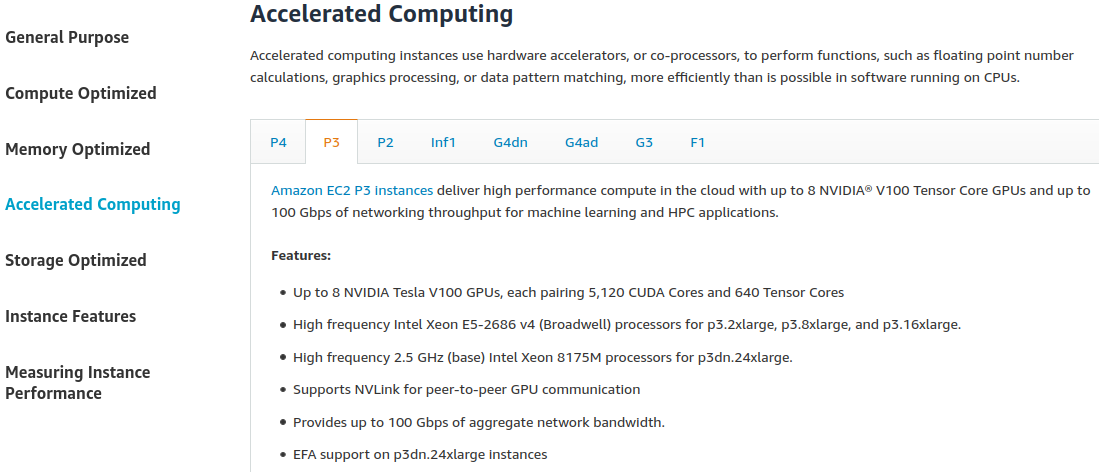 General Purpose
Compute Optimized
Memory Optimized
Accelerated Computing
Storage Optimized
Instance Features
Measuring Instance
Performance
Accelerated Computing
Accelerated computing instances use hardware accelerators, or co-processors, to perform functions, such as floating point number
calculations, graphics processing, or data pattern matching, more efficiently than is possible in software running on CPUs.
P4 P3 P2 Inf1 G4dn G4ad G3 F1
Amazon EC2 P3 instances deliver high performance compute in the cloud with up to 8 NVIDIA® V100 Tensor Core GPUs and up to
100 Gbps of networking throughput for machine learning and HPC applications.
Features:
• Up to 8 NVIDIA Tesla V100 GPUs, each pairing 5,120 CUDA Cores and 640 Tensor Cores
• High frequency Intel Xeon E5-2686 v4 (Broadwell) processors for p3.2xlarge, p3.8xlarge, and p3.16xlarge.
• High frequency 2.5 GHz (base) Intel Xeon 8175M processors for p3dn.24xlarge.
• Supports NVLink for peer-to-peer GPU communication
• Provides up to 100 Gbps of aggregate network bandwidth.
• EFA support on p3dn.24xlarge instances